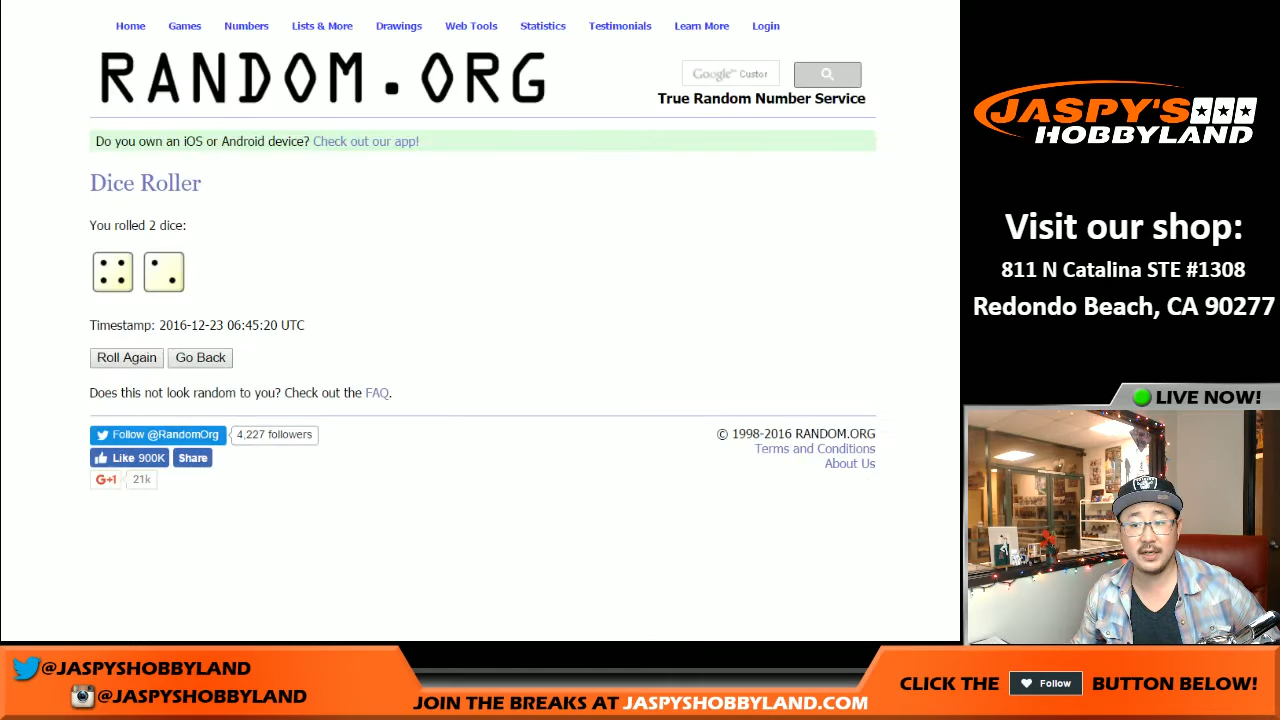 Home Games Numbers Lists & More Drawings Web Tools Statistics Testimonials Learn More Login
RANDOM.ORG
Google™ Custor
True Random Number Service
Do you own an iOS or Android device? Check out our app!
Dice Roller
You rolled 2 dice:
Timestamp: 2016-12-23 06:45:20 UTC
Roll Again Go Back
Does this not look random to you? Check out the FAQ.
Follow @RandomOrg 4,227 followers
Like 900K Share
G+1 21k
© 1998-2016 RANDOM.ORG
Terms and Conditions
About Us
JASPY'S
HOBBYLAND
Visit our shop:
811 N Catalina STE #1308
Redondo Beach, CA 90277
LIVE NOW!
@JASPYSHOBBYLAND
@JASPYSHOBBYLAND
JOIN THE BREAKS AT JASPYSHOBBYLAND.COM
CLICK THE Follow BUTTON BELOW!